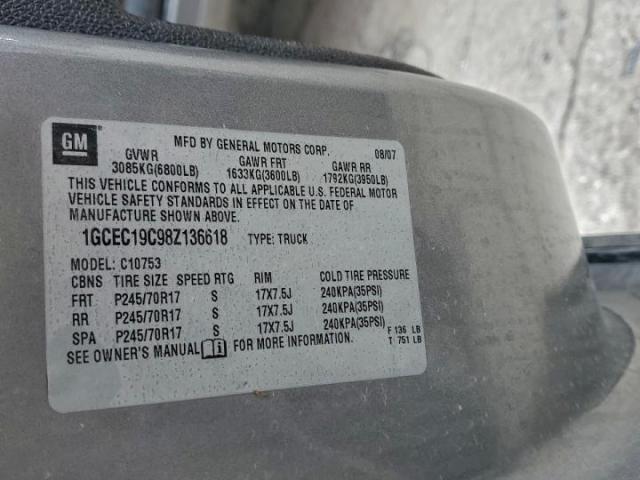 GM
MFD BY GENERAL MOTORS CORP. 08/07
GVWR GAWR FRT GAWR RR
3085KG(6800LB) 1633KG(3600LB) 1792KG(3950LB)
THIS VEHICLE CONFORMS TO ALL APPLICABLE U.S. FEDERAL MOTOR
VEHICLE SAFETY STANDARDS IN EFFECT ON THE DATE OF
MANUFACTURE SHOWN ABOVE.
1GCEC19C98Z136618 TYPE: TRUCK
MODEL: C10753
CBNS TIRE SIZE SPEED RTG RIM COLD TIRE PRESSURE
FRT P245/70R17 S 17X7.5J 240KPA(35PSI)
RR P245/70R17 S 17X7.5J 240KPA(35PSI)
SPA P245/70R17 S 17X7.5J 240KPA(35PSI)
F 136 LB
SEE OWNER'S MANUAL FOR MORE INFORMATION. T 751 LB